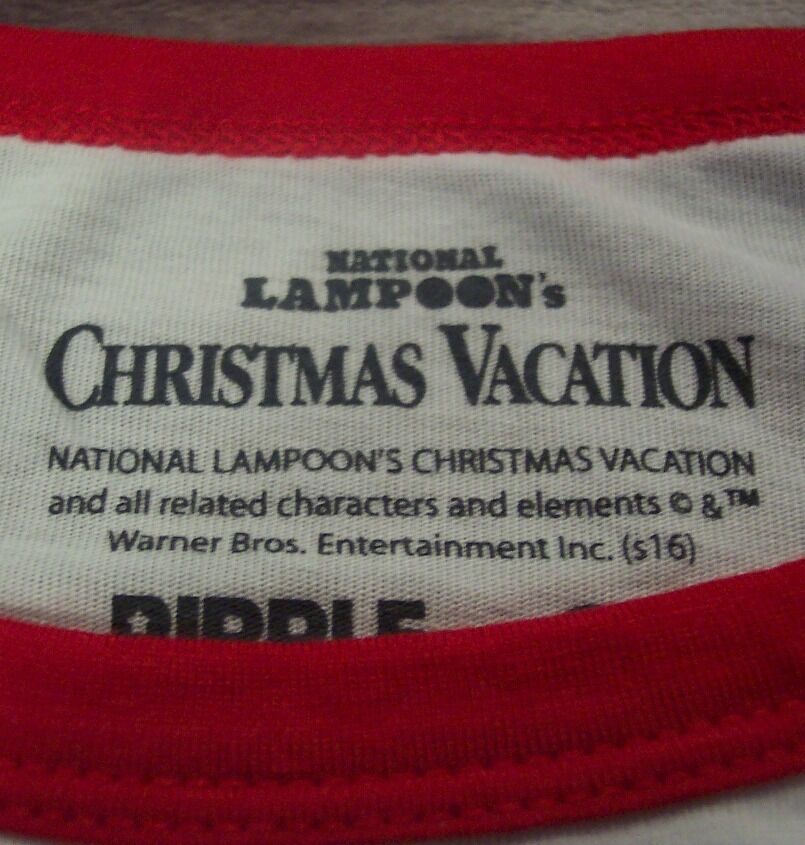 NATIONAL
LAMPOON's
CHRISTMAS VACATION
NATIONAL LAMPOON'S CHRISTMAS VACATION
and all related characters and elements © &™
Warner Bros. Entertainment Inc. (s16)
RIPPLE